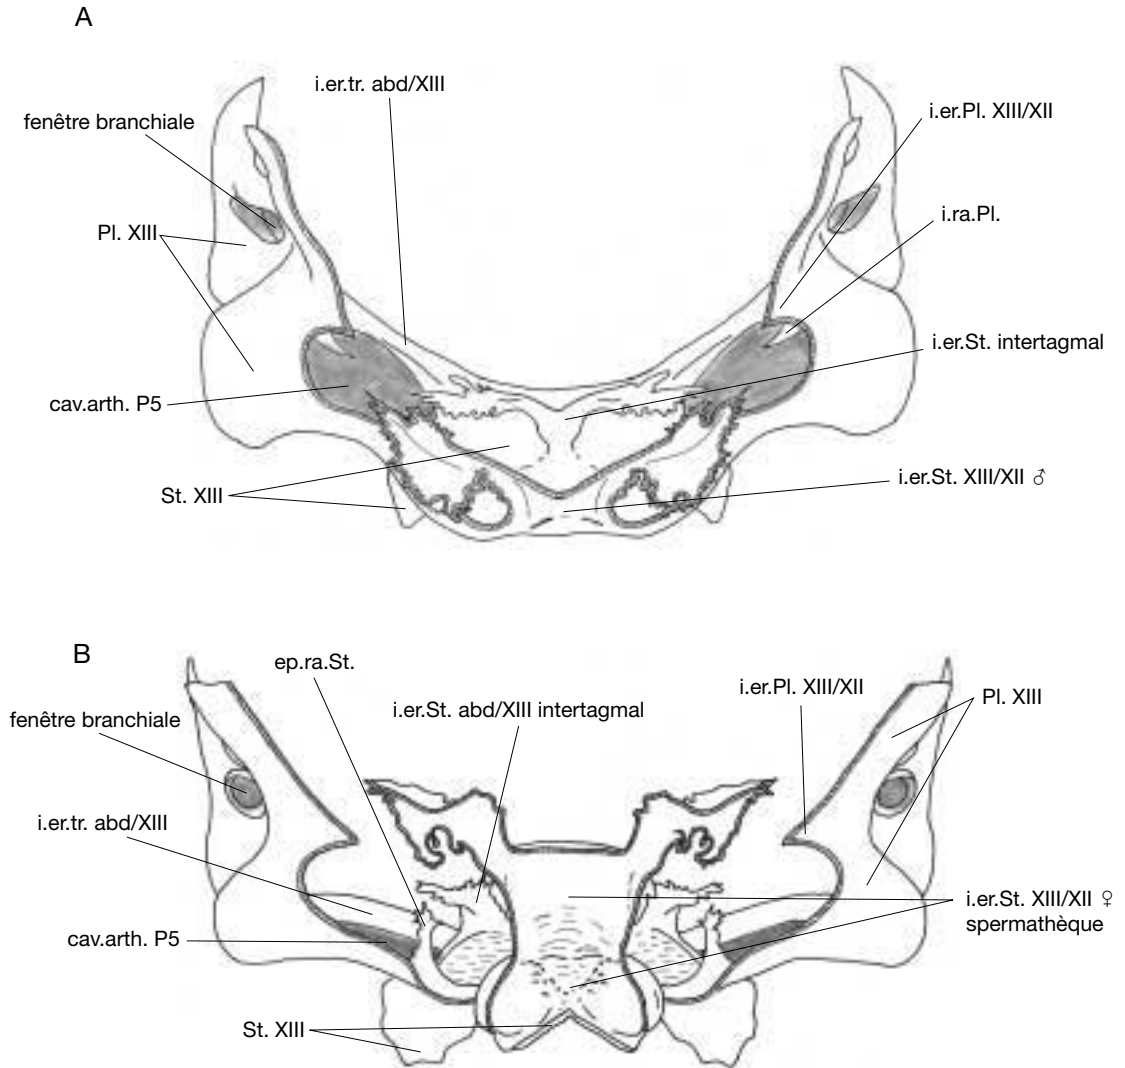 A
i.er.tr. abd/XIII
fenêtre branchiale
i.er.Pl. XIII/XII
Pl. XIII
i.ra.Pl.
i.er.St. intertagmal
cav.arth. P5
St. XIII
i.er.St. XIII/XII ♂
B
ep.ra.St.
i.er.St. abd/XIII intertagmal
i.er.Pl. XIII/XII
Pl. XIII
fenêtre branchiale
i.er.tr. abd/XIII
i.er.St. XIII/XII ♀
spermathèque
cav.arth. P5
St. XIII